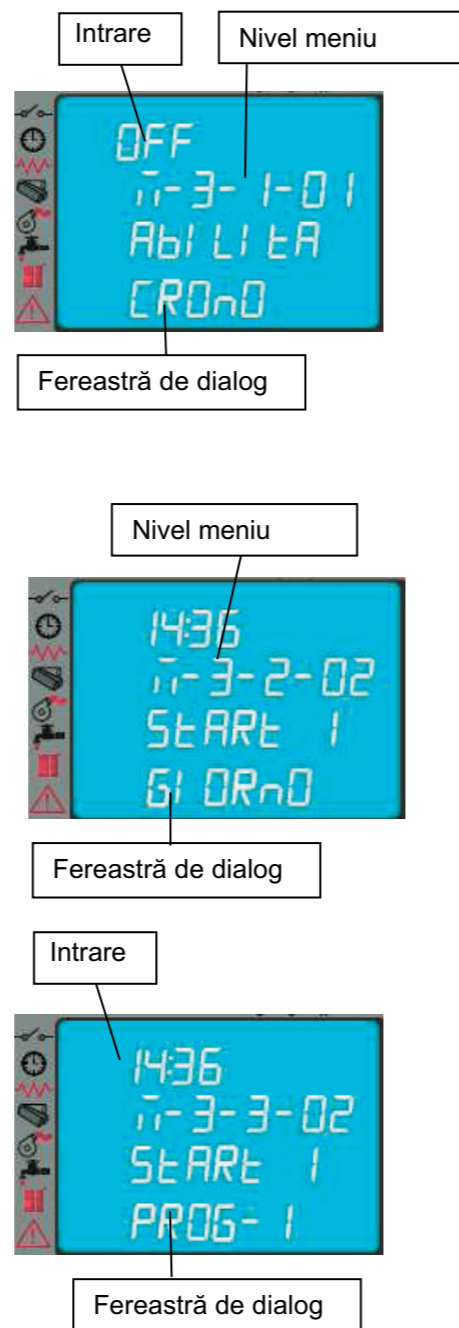 Intrare
Nivel meniu
OFF
M-3-1-01
AbILItA
CROnO
Fereastră de dialog
Nivel meniu
14:36
M-3-2-02
StARt 1
GIORnO
Fereastră de dialog
Intrare
14:36
M-3-3-02
StARt 1
PROG-1
Fereastră de dialog